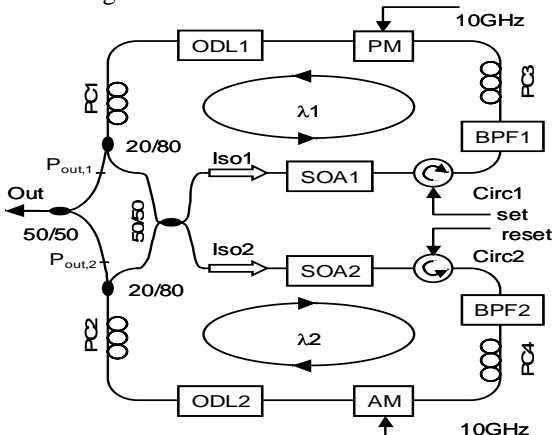 10GHz
ODL1
PM
PC1
PC3
λ1
20/80
BPF1
Iso1
SOA1
Pout,1
Circ1
Out
set
50/50
50/50
reset
Iso2
SOA2
Circ2
Pout,2
20/80
BPF2
PC2
λ2
PC4
ODL2
AM
10GHz